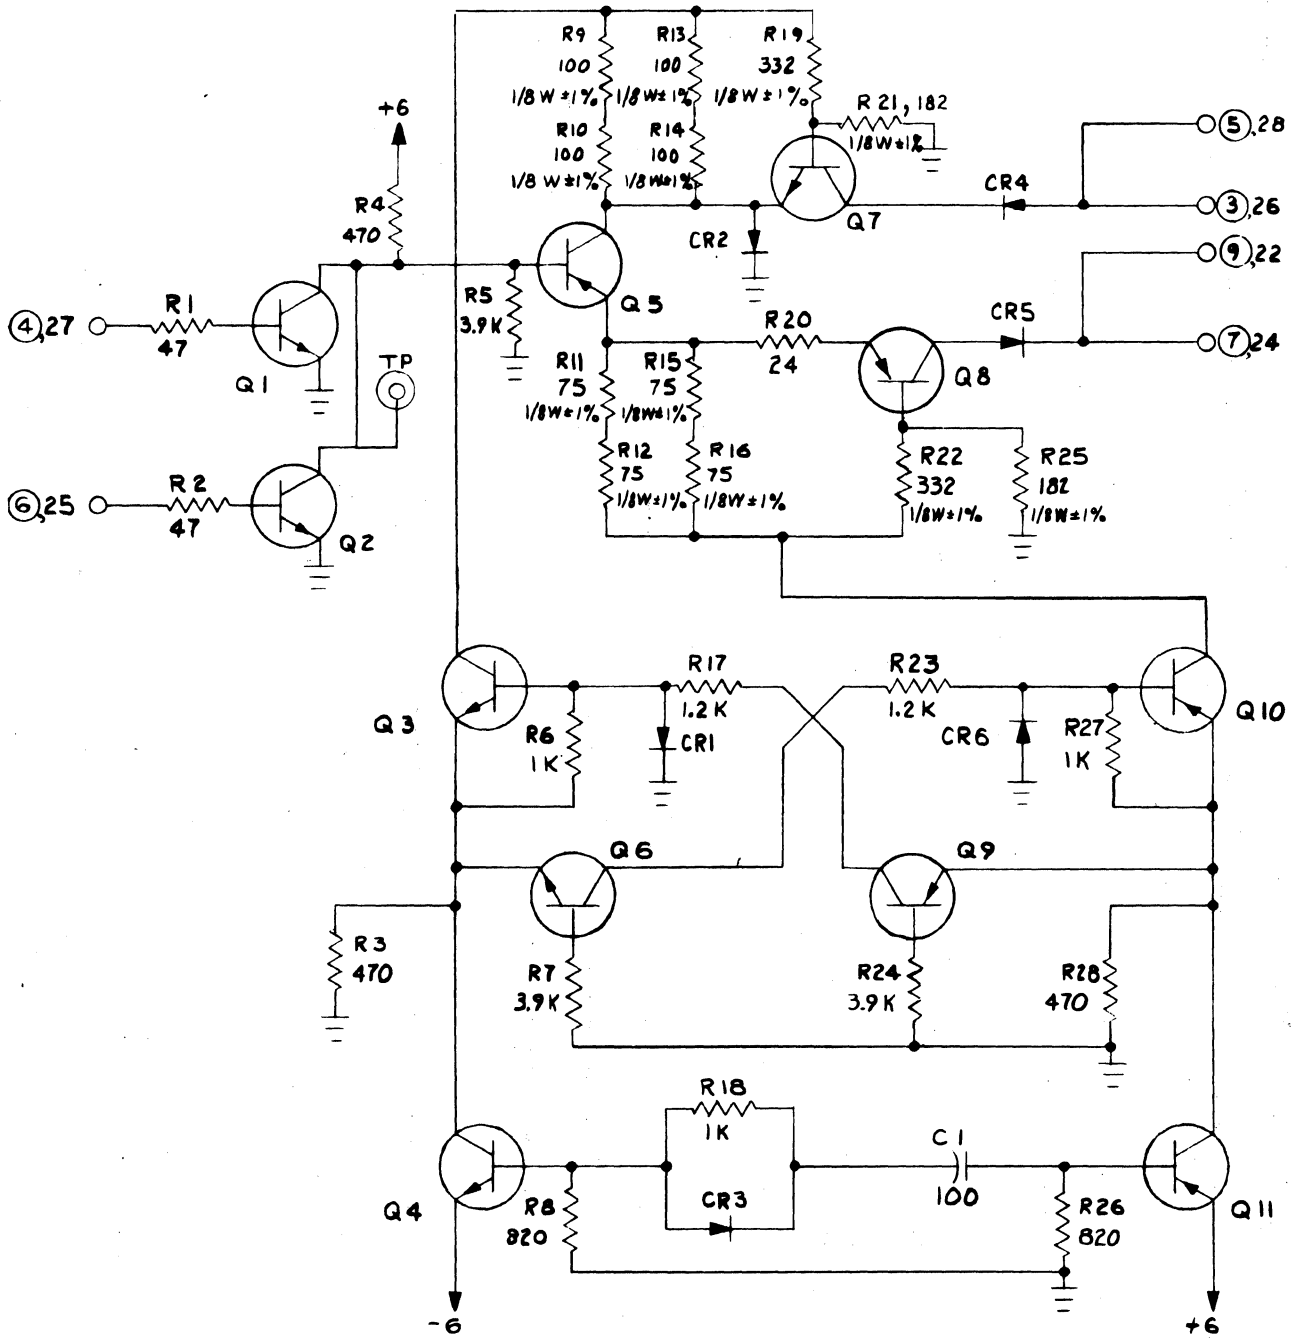 R9
100
1/8W±1%
R13
100
1/8W±1%
R19
332
1/8W±1%
R21, 182
1/8W±1%
R10
100
1/8W±1%
R14
100
1/8W±1%
+6
R4
470
5,28
CR4
3,26
Q7
CR2
9,22
R5
3.9K
Q5
4,27
R1
47
Q1
TP
R20
24
CR5
7,24
Q8
R11
75
1/8W±1%
R15
75
1/8W±1%
R12
75
1/8W±1%
R16
75
1/8W±1%
R22
332
1/8W±1%
R25
182
1/8W±1%
6,25
R2
47
Q2
R17
1.2K
R23
1.2K
Q3
R6
1K
CR1
CR6
R27
1K
Q10
Q6
Q9
R3
470
R7
3.9K
R24
3.9K
R28
470
R18
1K
C1
100
Q4
R8
820
CR3
R26
820
Q11
-6
+6